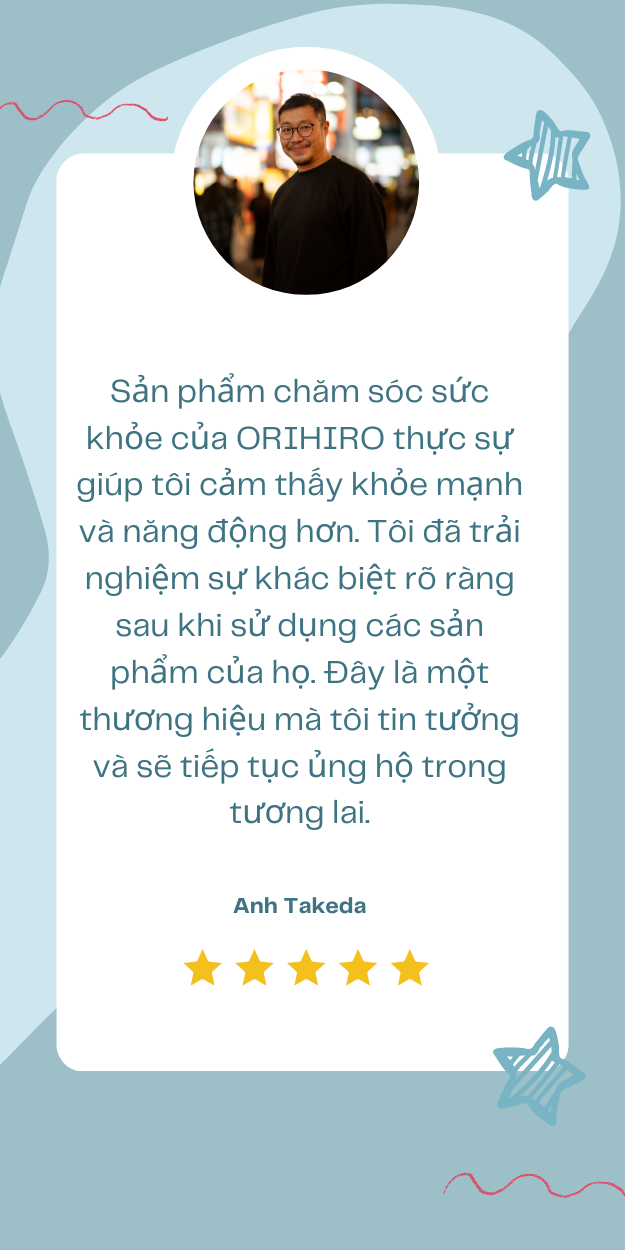 Sản phẩm chăm sóc sức
khỏe của ORIHIRO thực sự
giúp tôi cảm thấy khỏe mạnh
và năng động hơn. Tôi đã trải
nghiệm sự khác biệt rõ ràng
sau khi sử dụng các sản
phẩm của họ. Đây là một
thương hiệu mà tôi tin tưởng
và sẽ tiếp tục ủng hộ trong
tương lai.
Anh Takeda